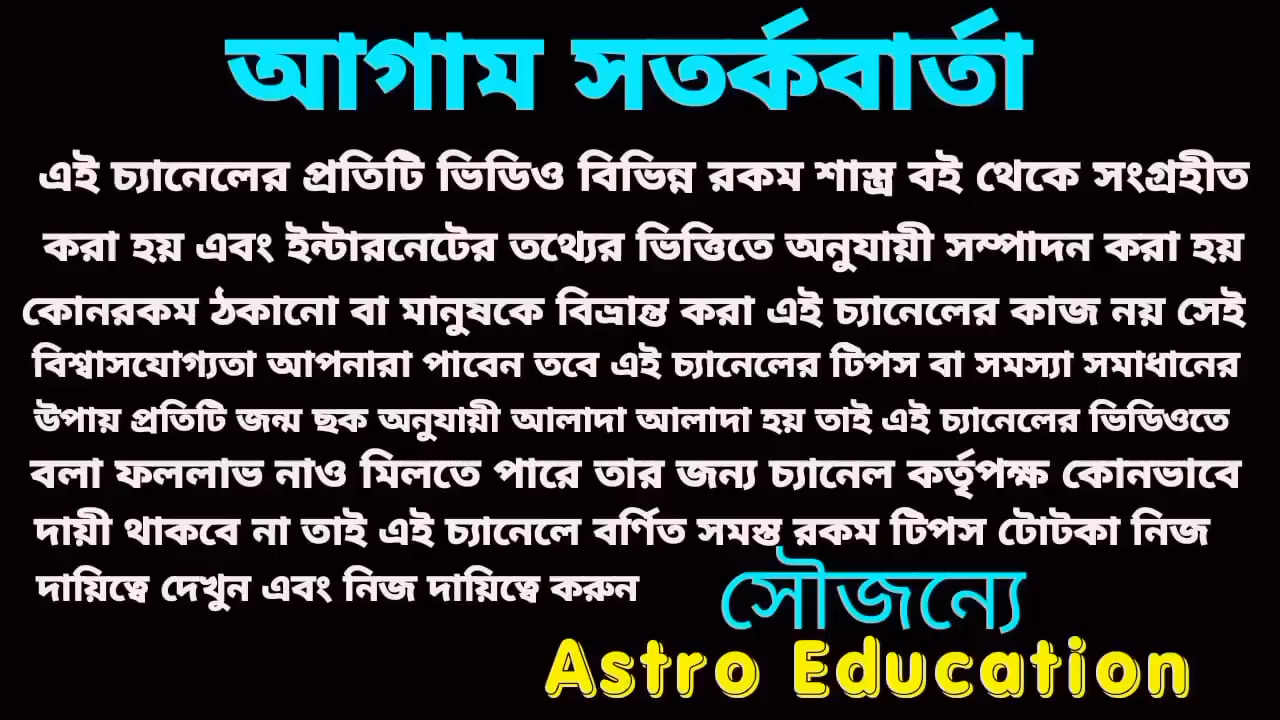 আগাম সতর্কবার্তা
এই চ্যানেলের প্রতিটি ভিডিও বিভিন্ন রকম শাস্ত্র বই থেকে সংগ্রহীত
করা হয় এবং ইন্টারনেটের তথ্যের ভিত্তিতে অনুযায়ী সম্পাদন করা হয়
কোনরকম ঠকানো বা মানুষকে বিভ্রান্ত করা এই চ্যানেলের কাজ নয় সেই
বিশ্বাসযোগ্যতা আপনারা পাবেন তবে এই চ্যানেলের টিপস বা সমস্যা সমাধানের
উপায় প্রতিটি জন্ম ছক অনুযায়ী আলাদা আলাদা হয় তাই এই চ্যানেলের ভিডিওতে
বলা ফললাভ নাও মিলতে পারে তার জন্য চ্যানেল কর্তৃপক্ষ কোনভাবে
দায়ী থাকবে না তাই এই চ্যানেলে বর্ণিত সমস্ত রকম টিপস টোটকা নিজ
দায়িত্বে দেখুন এবং নিজ দায়িত্বে করুন
সৌজন্যে
Astro Education